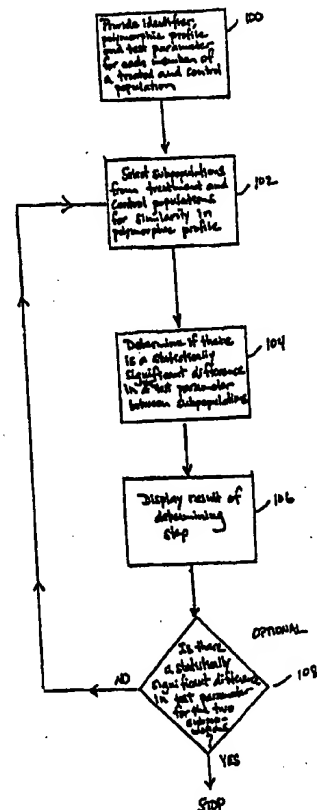 Provide identifier,
polymorphic profile
and test parameter
for each member of
a treated and control
population
100
Select subpopulations
from treatment and
control populations
for similarity in
polymorphic profile
102
Determine if there
is a statistically
significant difference
in test parameter
between subpopulations
104
Display result of
determining
step
106
OPTIONAL
Is there
a statistically
significant difference
in test parameter
for the two
108
NO
YES
STOP